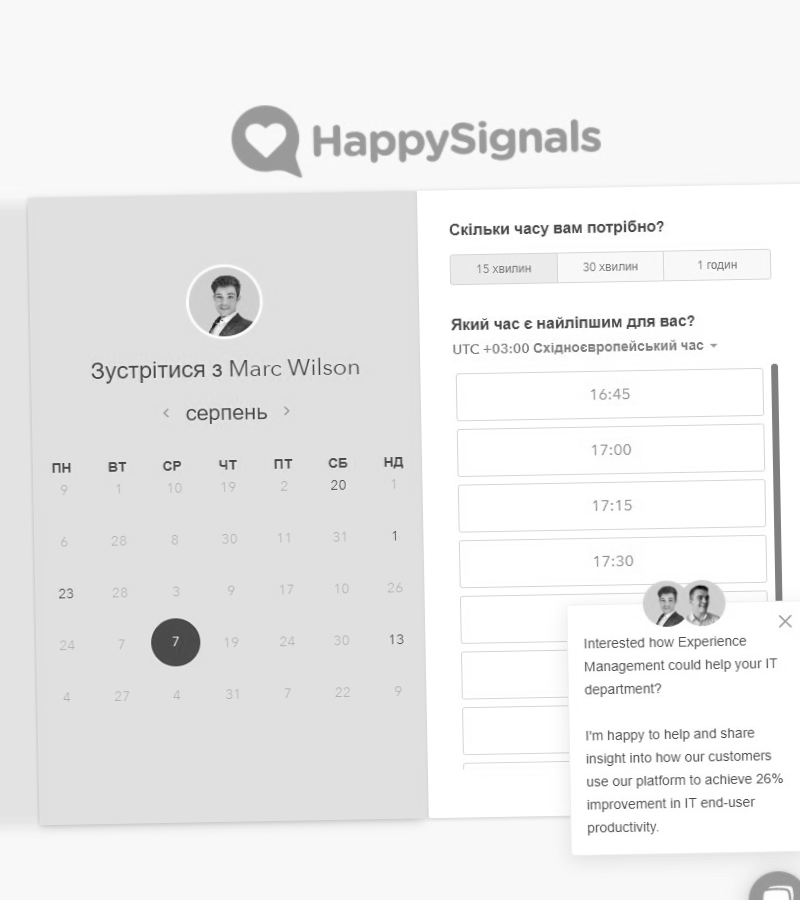 HappySignals
Зустрітися з Marc Wilson
серпень
ПН ВТ СР ЧТ ПТ СБ НД
9 1 10 19 2 20 1
6 28 8 30 11 31 1
23 28 3 9 17 10 26
24 7 7 19 24 30 13
4 27 4 31 7 22 9
Скільки часу вам потрібно?
15 хвилин 30 хвилин 1 годин
Який час є найліпшим для вас?
UTC +03:00 Східноєвропейський час
16:45
17:00
17:15
17:30
Interested how Experience
Management could help your IT
department?
I'm happy to help and share
insight into how our customers
use our platform to achieve 26%
improvement in IT end-user
productivity.